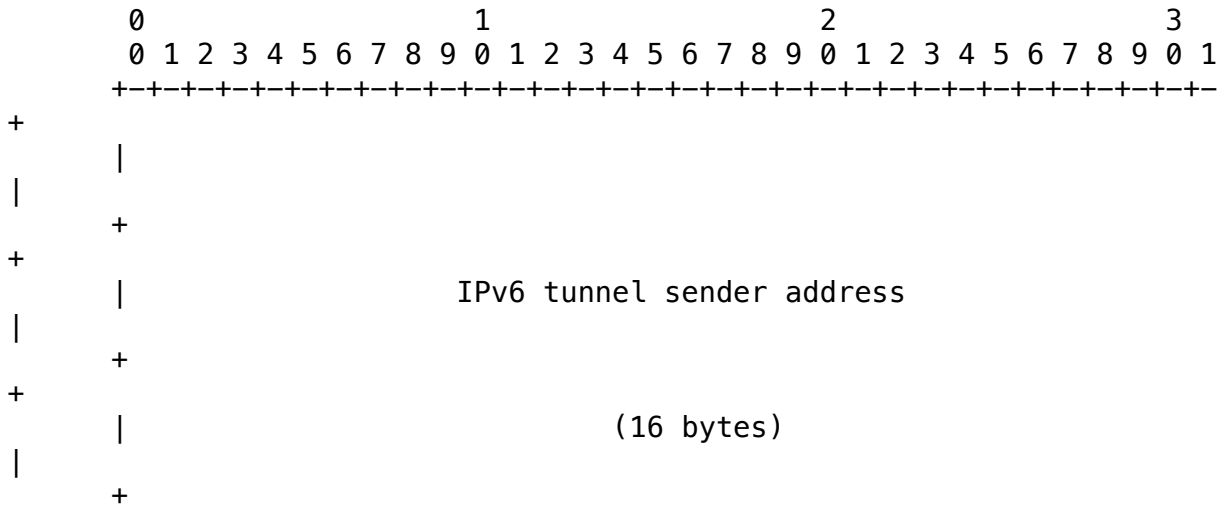 0                   1                   2                   3
0 1 2 3 4 5 6 7 8 9 0 1 2 3 4 5 6 7 8 9 0 1 2 3 4 5 6 7 8 9 0 1
+-+-+-+-+-+-+-+-+-+-+-+-+-+-+-+-+-+-+-+-+-+-+-+-+-+-+-+-+-+-+-+-
+
|
|
+
+
| IPv6 tunnel sender address
|
+
+
| (16 bytes)
|
+